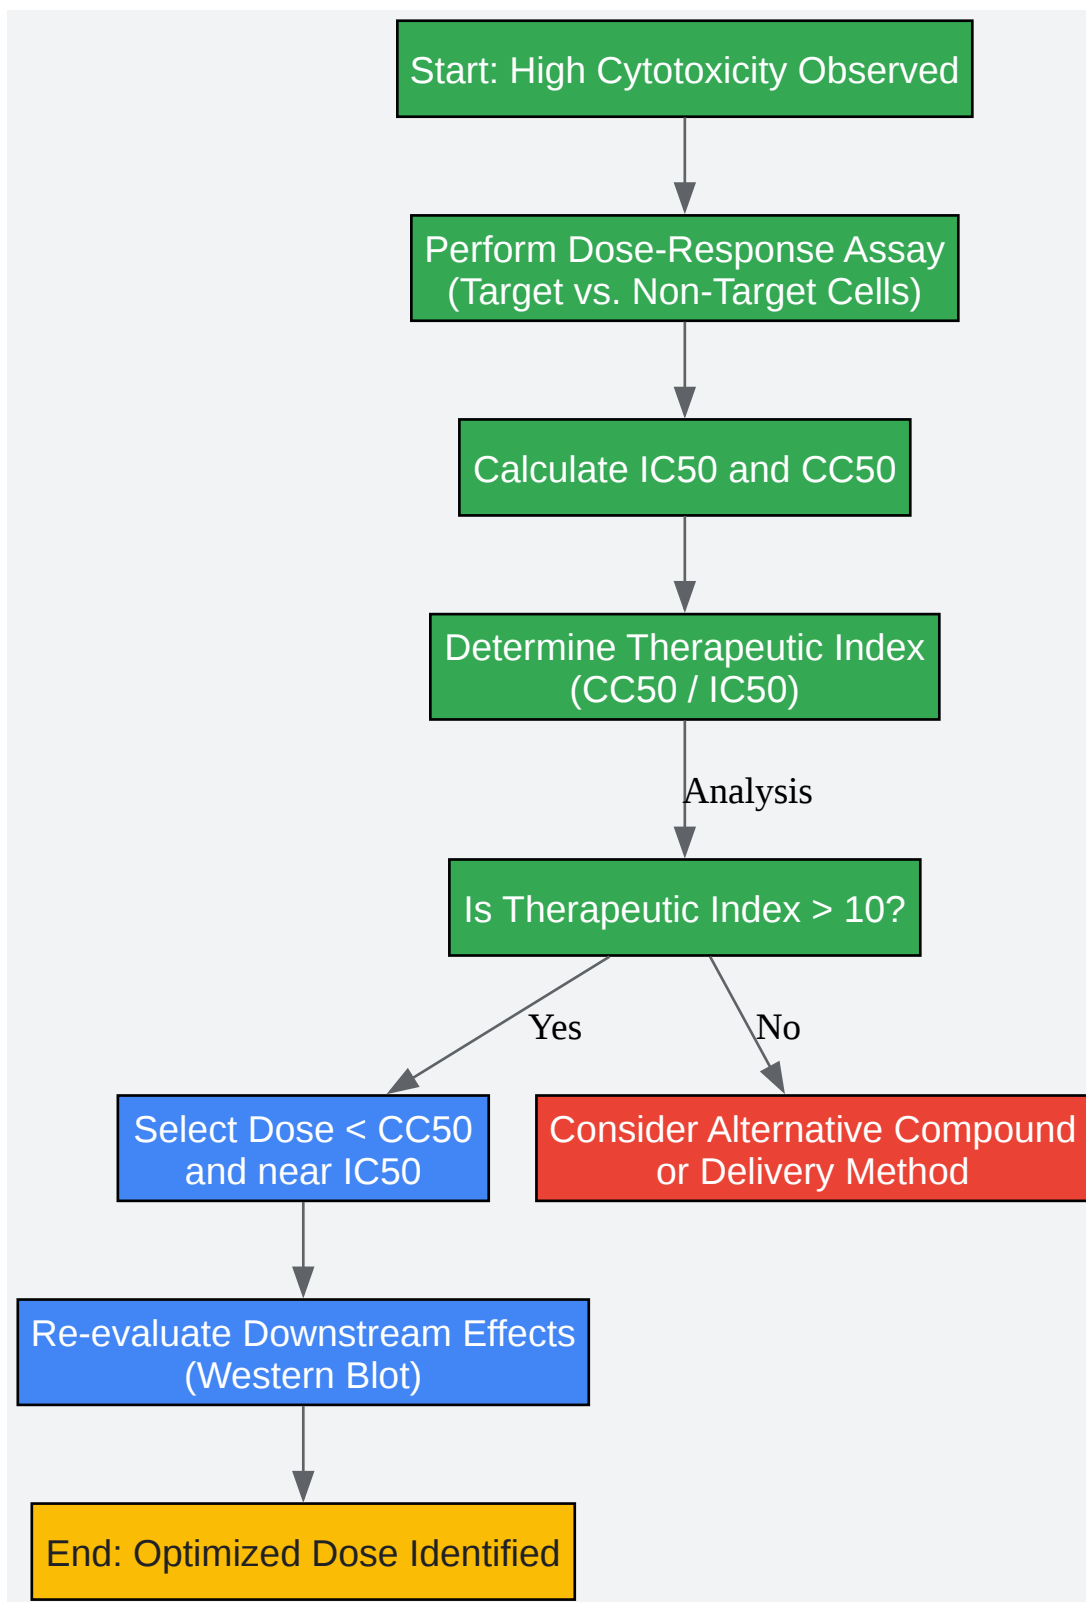 Start: High Cytotoxicity Observed
Perform Dose-Response Assay
(Target vs. Non-Target Cells)
Calculate IC50 and CC50
Determine Therapeutic Index
(CC50 / IC50)
Analysis
Is Therapeutic Index > 10?
Yes
No
Select Dose < CC50
and near IC50
Consider Alternative Compound
or Delivery Method
Re-evaluate Downstream Effects
(Western Blot)
End: Optimized Dose Identified